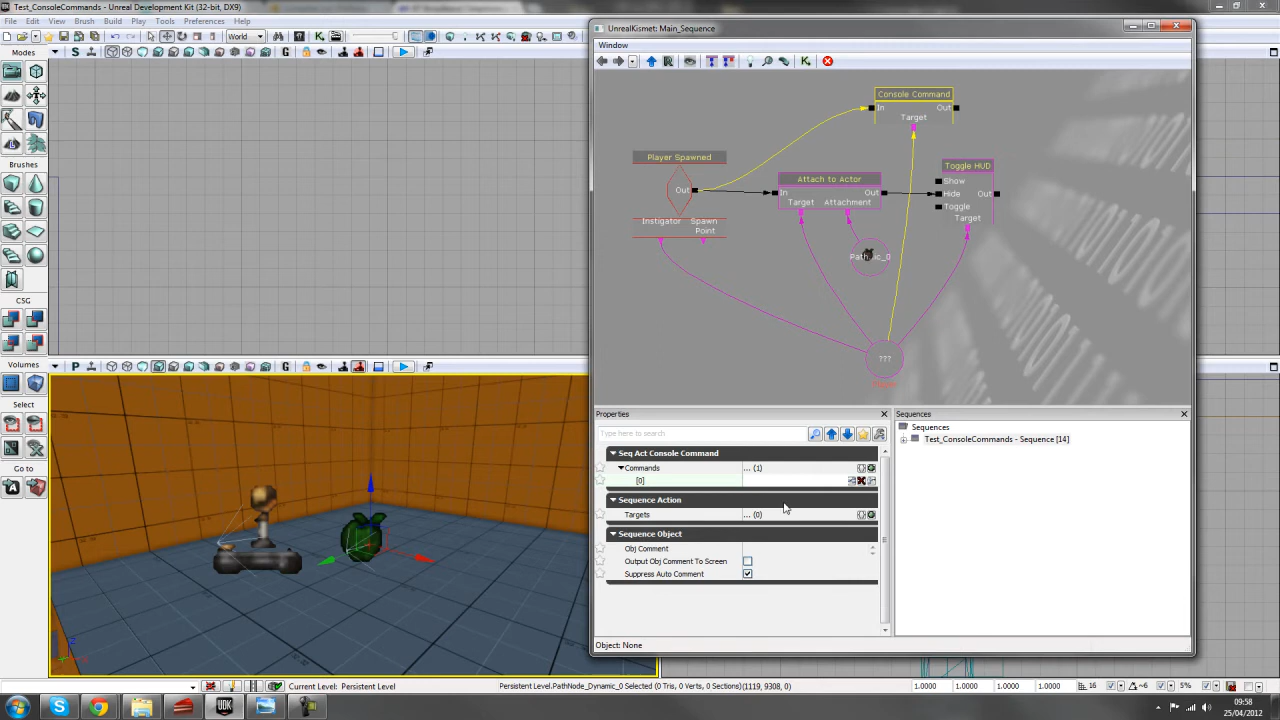 Test_ConsoleCommands - Unreal Development Kit (32-bit, DX9)
File Edit View Brush Build Play Tools Preferences Help
World
G
Modes
Brushes
CSG
Volumes
Select
Go to
P
G
UnrealKismet: Main_Sequence
Window
Console Command
In Out
Target
Player Spawned
Out
Instigator Spawn
Point
Attach to Actor
In Out
Target Attachment
Toggle HUD
Show
Hide Out
Toggle
Target
???
Properties
Type here to search
Seq Act Console Command
Commands ... (1)
[0]
Sequence Action
Targets ... (0)
Sequence Object
Obj Comment
Output Obj Comment To Screen
Suppress Auto Comment
Sequences
Sequences
Test_ConsoleCommands - Sequence [14]
Object: None
Current Level: Persistent Level
Persistent Level.PathNode_Dynamic_0 Selected (0 Tris, 0 Verts, 0 Sections)
(1119, 9308, 0)
1.0000 1.0000 1.0000 1.0000 16 6 5%
UDK
09:58
25/04/2012